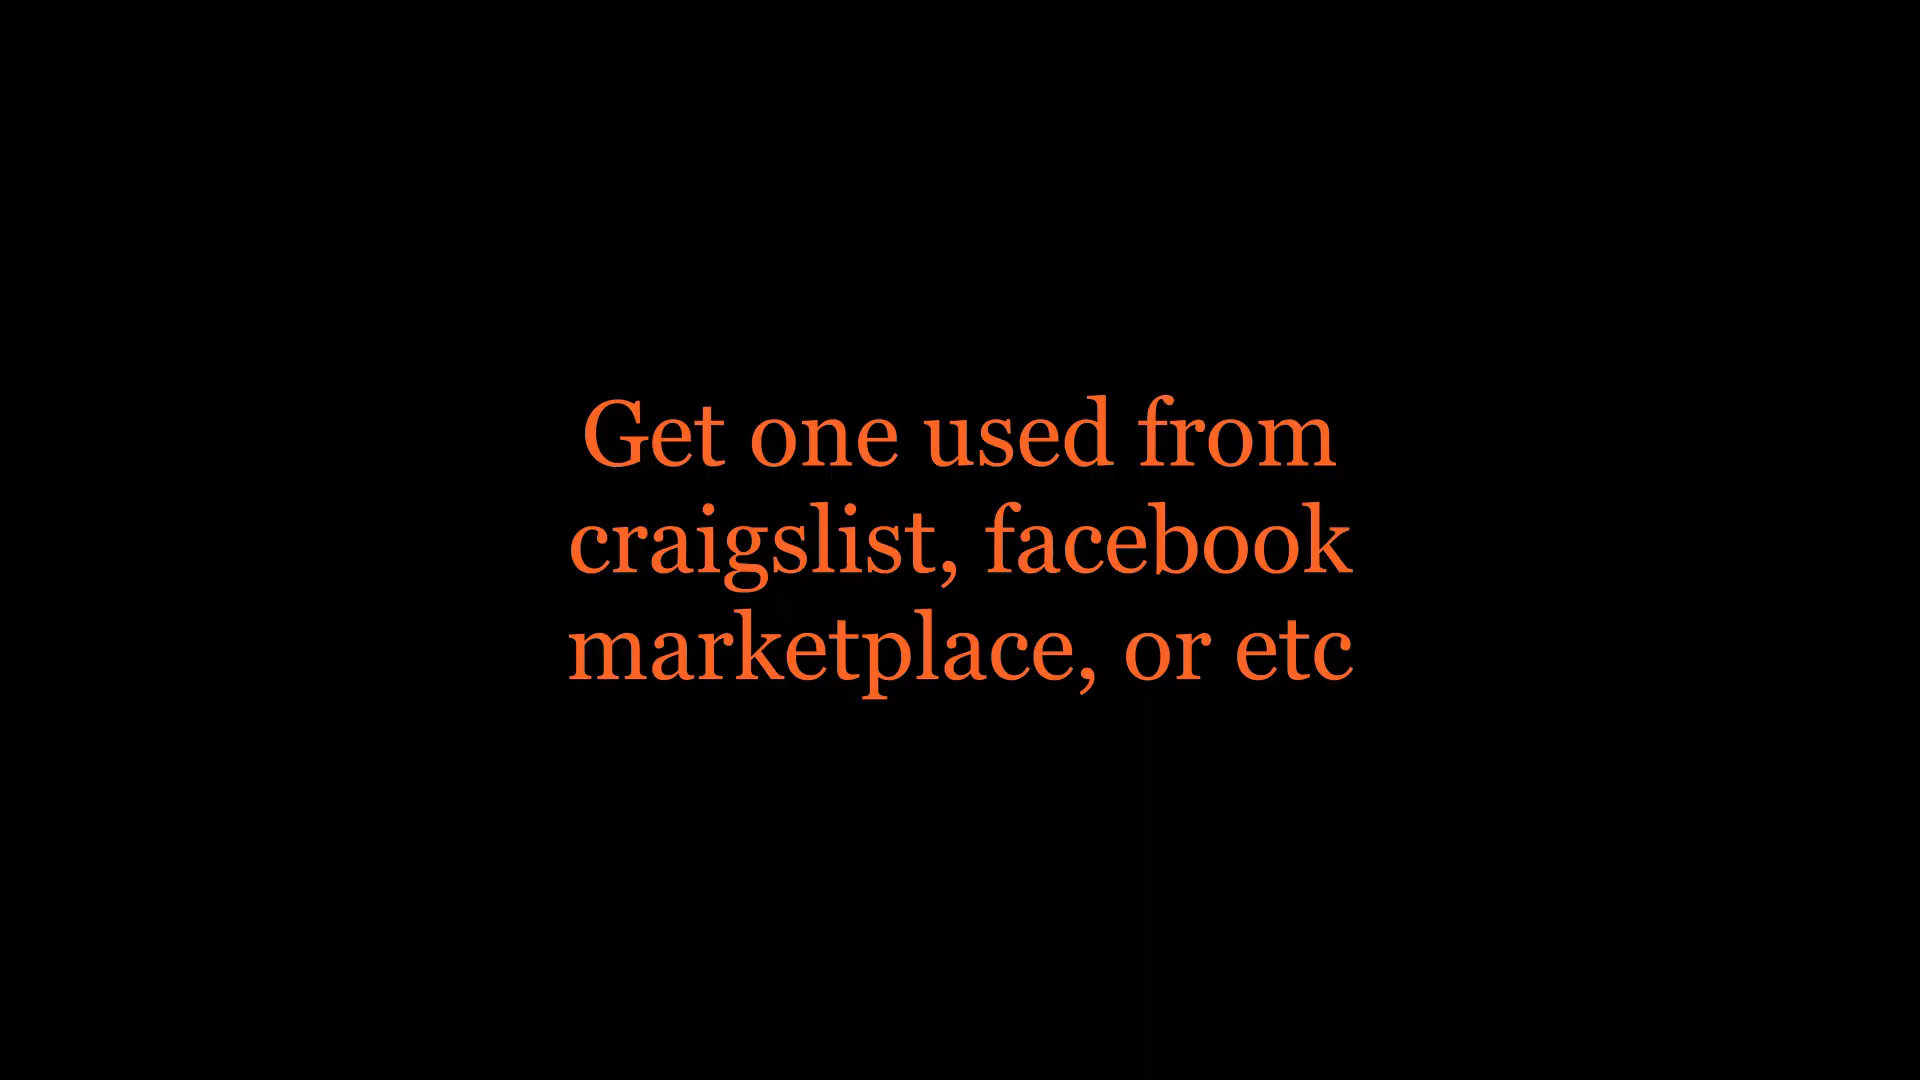 Get one used from
craigslist, facebook
marketplace, or etc